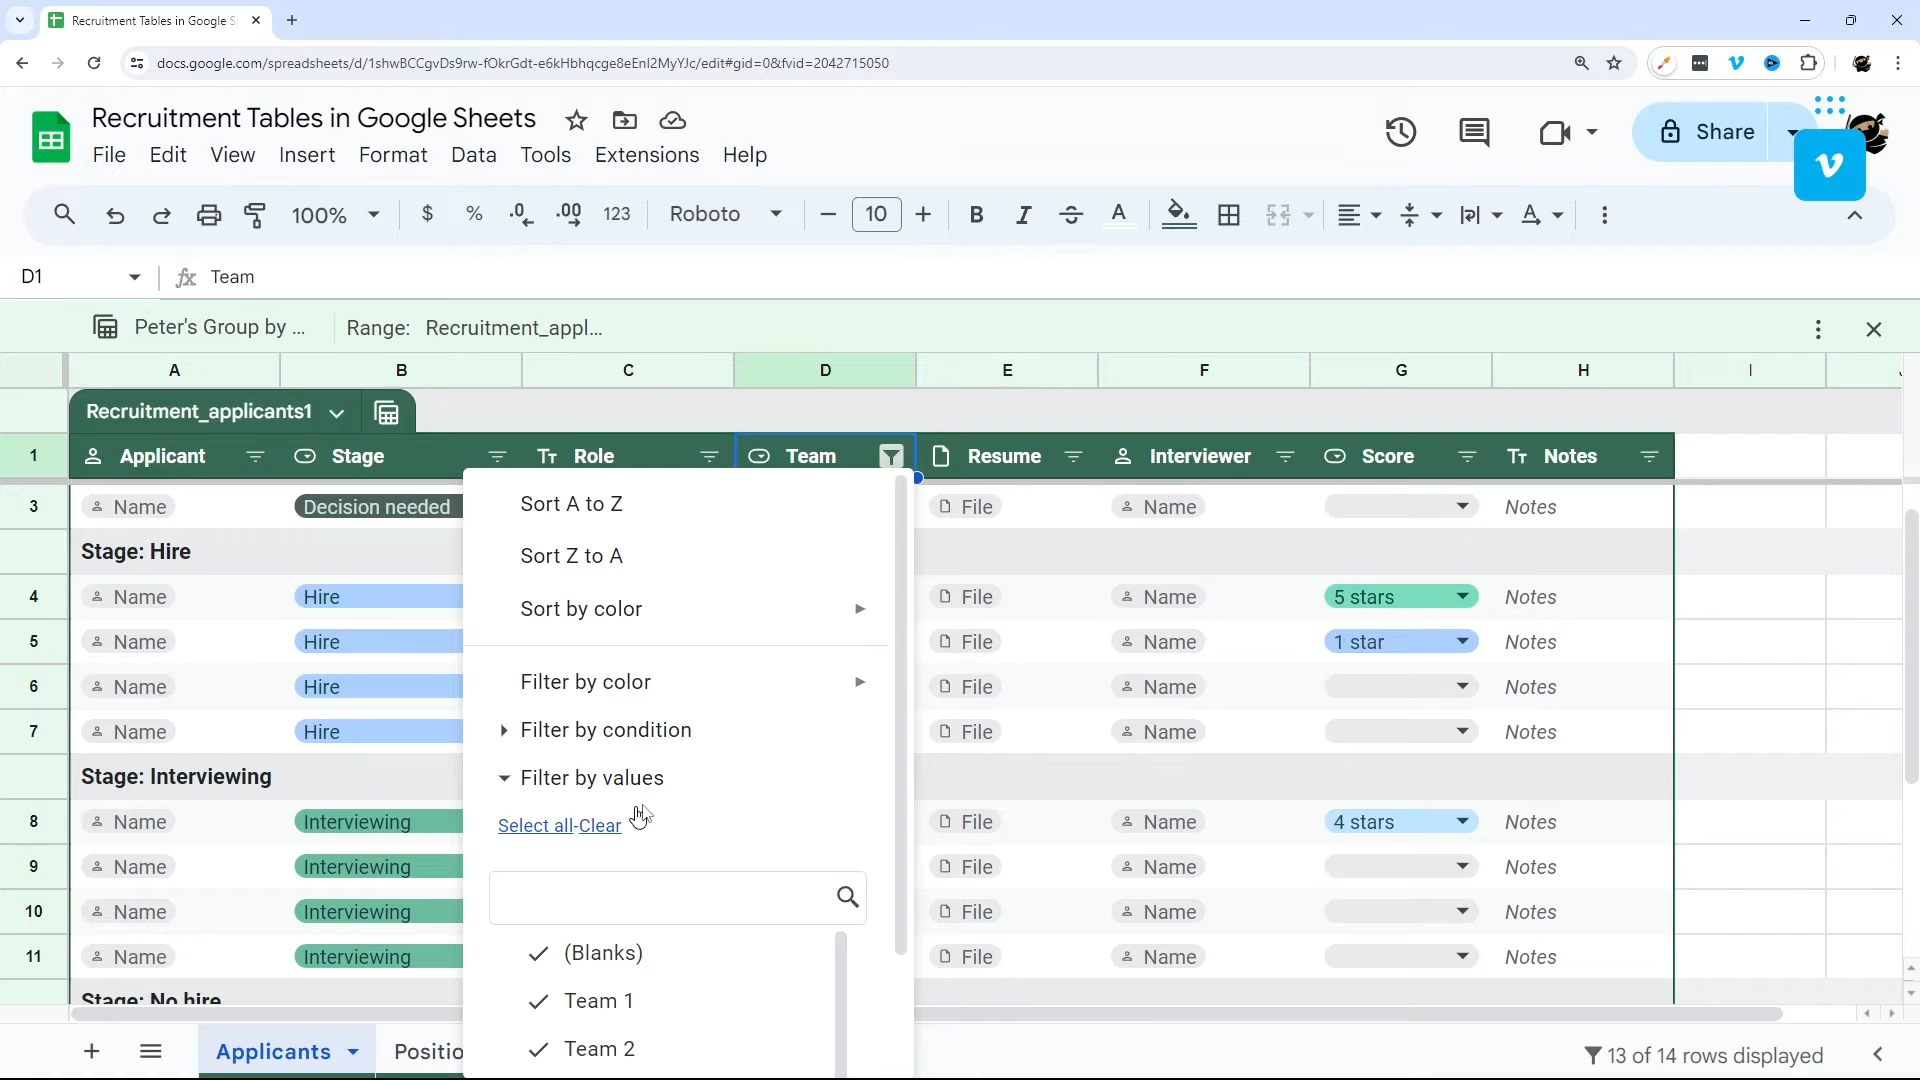 Recruitment Tables in Google S
docs.google.com/spreadsheets/d/1shwBCCgvDs9rw-fOkrGdt-e6kHbhqcge8eEnI2MyYJc/edit#gid=0&fvid=2042715050
Recruitment Tables in Google Sheets
File Edit View Insert Format Data Tools Extensions Help
Share
100% $ % .0 .00 123 Roboto 10 B I A A
D1 fx Team
Peter's Group by ... Range: Recruitment_appl...
A B C D E F G H I
Recruitment_applicants1
1 Applicant Stage Tт Role Team Resume Interviewer Score Tт Notes
3 Name Decision needed File Name Notes
Stage: Hire
4 Name Hire File Name 5 stars Notes
5 Name Hire File Name 1 star Notes
6 Name Hire File Name Notes
7 Name Hire File Name Notes
Stage: Interviewing
8 Name Interviewing File Name 4 stars Notes
9 Name Interviewing File Name Notes
10 Name Interviewing File Name Notes
11 Name Interviewing File Name Notes
Stage: No hire
Sort A to Z
Sort Z to A
Sort by color
Filter by color
Filter by condition
Filter by values
Select all-Clear
(Blanks)
Team 1
Team 2
Applicants Positio
13 of 14 rows displayed